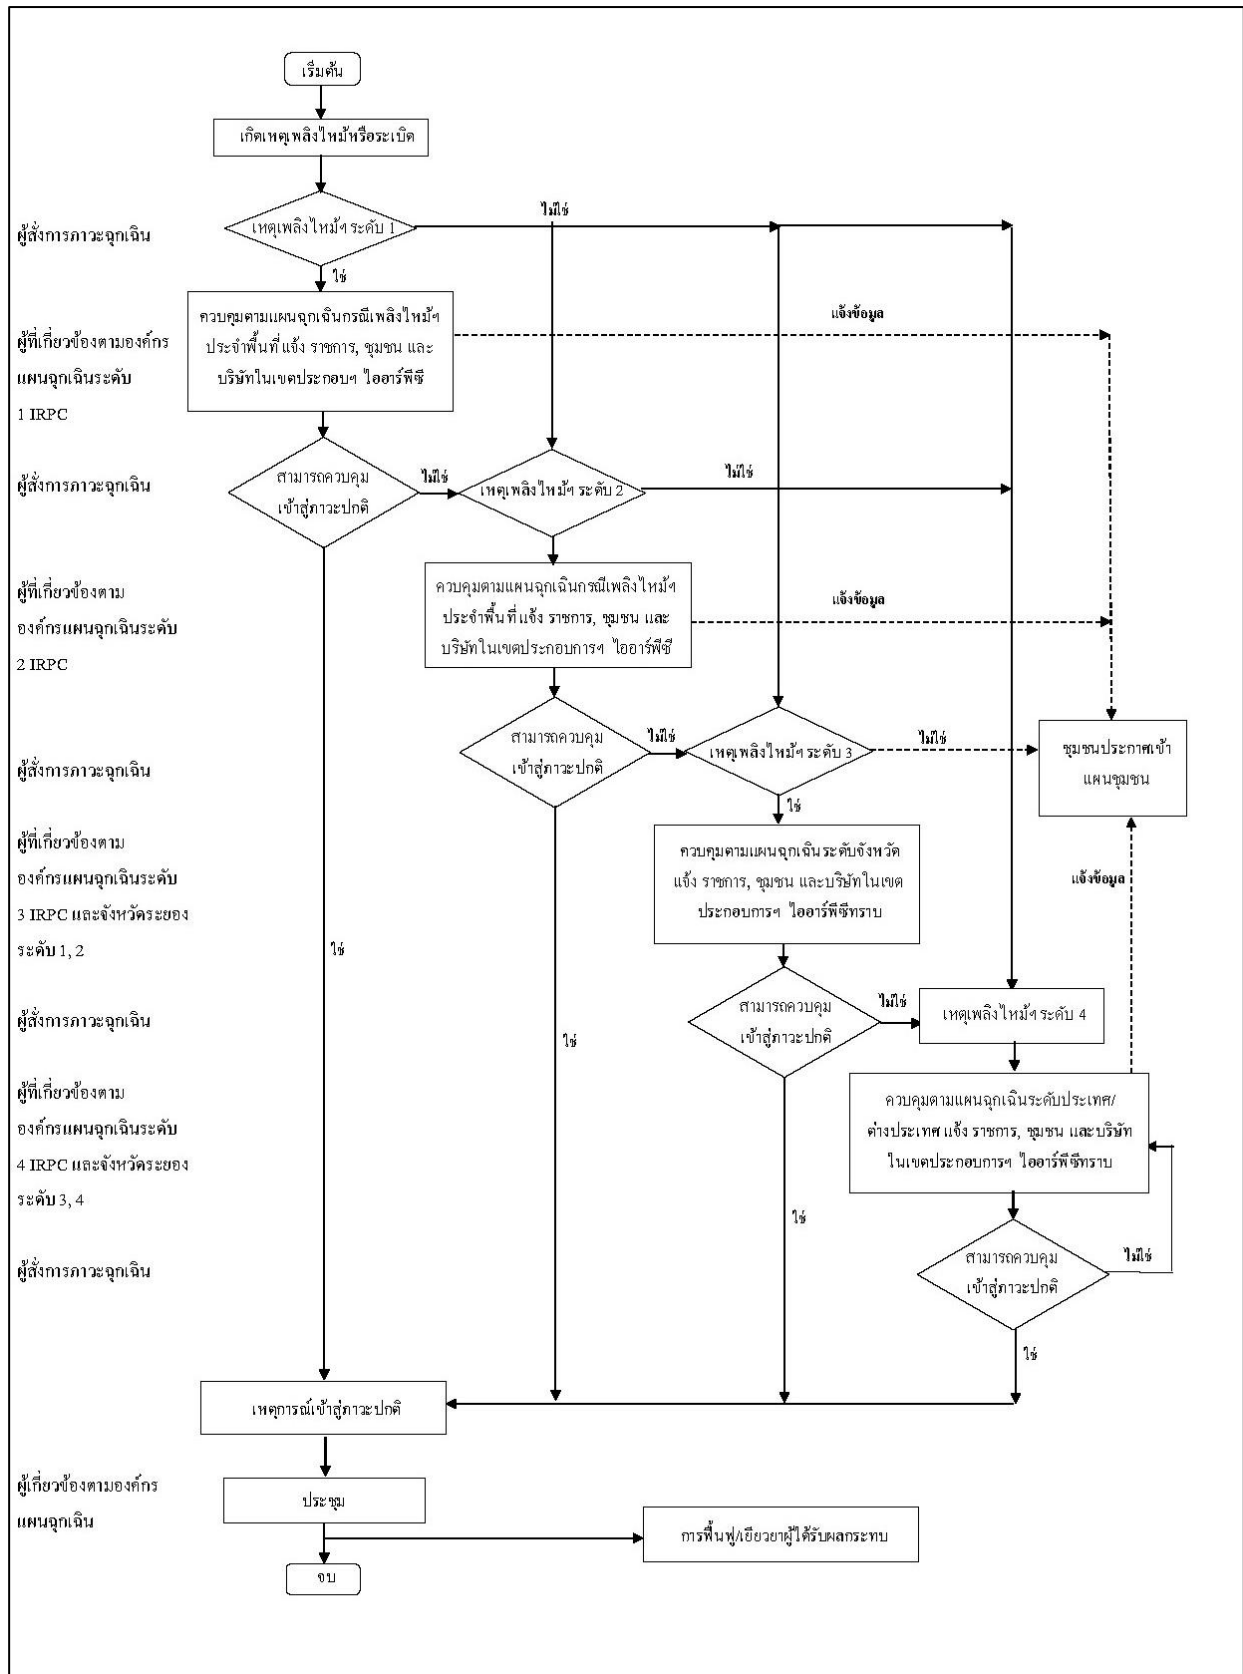 เริ่มต้น
เกิดเหตุเพลิงไหม้หรือระเบิด
ผู้สั่งการภาวะฉุกเฉิน
เหตุเพลิงไหม้ฯ ระดับ 1
ไม่ใช่
ใช่
ผู้ที่เกี่ยวข้องตามองค์กร
แผนฉุกเฉินระดับ
1 IRPC
ควบคุมตามแผนฉุกเฉินกรณีเพลิงไหม้ฯ
ประจำพื้นที่ แจ้ง ราชการ, ชุมชน และ
บริษัทในเขตประกอบฯ ไออาร์พีซี
แจ้งข้อมูล
ผู้สั่งการภาวะฉุกเฉิน
สามารถควบคุม
เข้าสู่ภาวะปกติ
ไม่ใช่
เหตุเพลิงไหม้ฯ ระดับ 2
ไม่ใช่
ผู้ที่เกี่ยวข้องตาม
องค์กรแผนฉุกเฉินระดับ
2 IRPC
ควบคุมตามแผนฉุกเฉินกรณีเพลิงไหม้ฯ
ประจำพื้นที่ แจ้ง ราชการ, ชุมชน และ
บริษัทในเขตประกอบการฯ ไออาร์พีซี
แจ้งข้อมูล
ผู้สั่งการภาวะฉุกเฉิน
สามารถควบคุม
เข้าสู่ภาวะปกติ
ไม่ใช่
เหตุเพลิงไหม้ฯ ระดับ 3
ไม่ใช่
ชุมชนประกาศเข้า
แผนชุมชน
ใช่
ผู้ที่เกี่ยวข้องตาม
องค์กรแผนฉุกเฉินระดับ
3 IRPC และจังหวัดระยอง
ระดับ 1, 2
ควบคุมตามแผนฉุกเฉินระดับจังหวัด
แจ้ง ราชการ, ชุมชน และบริษัทในเขต
ประกอบการฯ ไออาร์พีซีทราบ
แจ้งข้อมูล
ใช่
ผู้สั่งการภาวะฉุกเฉิน
สามารถควบคุม
เข้าสู่ภาวะปกติ
ไม่ใช่
เหตุเพลิงไหม้ฯ ระดับ 4
ใช่
ผู้ที่เกี่ยวข้องตาม
องค์กรแผนฉุกเฉินระดับ
4 IRPC และจังหวัดระยอง
ระดับ 3, 4
ควบคุมตามแผนฉุกเฉินระดับประเทศ/
ต่างประเทศ แจ้ง ราชการ, ชุมชน และบริษัท
ในเขตประกอบการฯ ไออาร์พีซีทราบ
ใช่
ผู้สั่งการภาวะฉุกเฉิน
สามารถควบคุม
เข้าสู่ภาวะปกติ
ไม่ใช่
ใช่
เหตุการณ์เข้าสู่ภาวะปกติ
ผู้เกี่ยวข้องตามองค์กร
แผนฉุกเฉิน
ประชุม
การฟื้นฟู/เยียวยาผู้ได้รับผลกระทบ
จบ